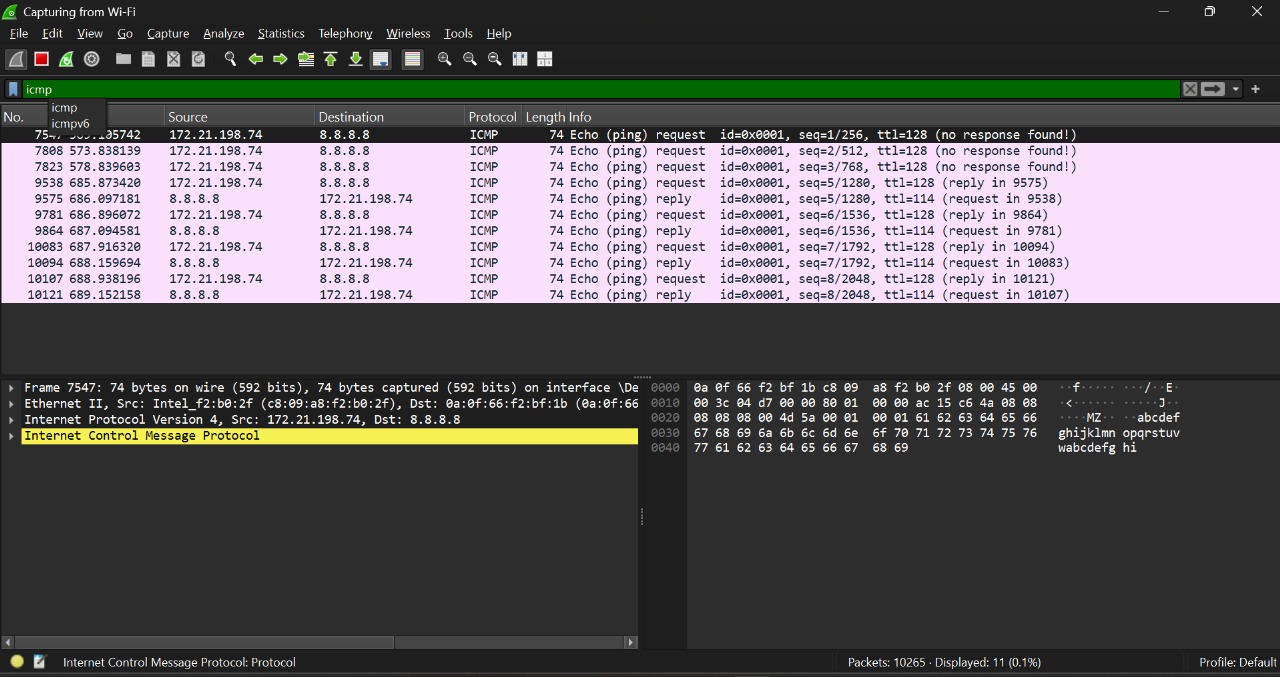 Capturing from Wi-Fi
File Edit View Go Capture Analyze Statistics Telephony Wireless Tools Help
icmp
icmp
icmpv6
No. Source Destination Protocol Length Info
172.21.198.74 8.8.8.8 ICMP 74 Echo (ping) request id=0x0001, seq=1/256, ttl=128 (no response found!)
7808 573.838139 172.21.198.74 8.8.8.8 ICMP 74 Echo (ping) request id=0x0001, seq=2/512, ttl=128 (no response found!)
7823 578.839603 172.21.198.74 8.8.8.8 ICMP 74 Echo (ping) request id=0x0001, seq=3/768, ttl=128 (no response found!)
9538 685.873420 172.21.198.74 8.8.8.8 ICMP 74 Echo (ping) request id=0x0001, seq=5/1280, ttl=128 (reply in 9575)
9575 686.097181 8.8.8.8 172.21.198.74 ICMP 74 Echo (ping) reply id=0x0001, seq=5/1280, ttl=114 (request in 9538)
9781 686.896072 172.21.198.74 8.8.8.8 ICMP 74 Echo (ping) request id=0x0001, seq=6/1536, ttl=128 (reply in 9864)
9864 687.094581 8.8.8.8 172.21.198.74 ICMP 74 Echo (ping) reply id=0x0001, seq=6/1536, ttl=114 (request in 9781)
10083 687.916320 172.21.198.74 8.8.8.8 ICMP 74 Echo (ping) request id=0x0001, seq=7/1792, ttl=128 (reply in 10094)
10094 688.159694 8.8.8.8 172.21.198.74 ICMP 74 Echo (ping) reply id=0x0001, seq=7/1792, ttl=114 (request in 10083)
10107 688.938196 172.21.198.74 8.8.8.8 ICMP 74 Echo (ping) request id=0x0001, seq=8/2048, ttl=128 (reply in 10121)
10121 689.152158 8.8.8.8 172.21.198.74 ICMP 74 Echo (ping) reply id=0x0001, seq=8/2048, ttl=114 (request in 10107)
Frame 7547: 74 bytes on wire (592 bits), 74 bytes captured (592 bits) on interface \De
Ethernet II, Src: Intel_f2:b0:2f (c8:09:a8:f2:b0:2f), Dst: 0a:0f:66:f2:bf:1b (0a:0f:66
Internet Protocol Version 4, Src: 172.21.198.74, Dst: 8.8.8.8
Internet Control Message Protocol
0000 0a 0f 66 f2 bf 1b c8 09 a8 f2 b0 2f 08 00 45 00 ··f····· ···/··E·
0010 00 3c 04 d7 00 00 80 01 00 00 ac 15 c6 4a 08 08 ·<······ ·····J··
0020 08 08 08 00 4d 5a 00 01 00 01 61 62 63 64 65 66 ····MZ·· ··abcdef
0030 67 68 69 6a 6b 6c 6d 6e 6f 70 71 72 73 74 75 76 ghijklmn opqrstuv
0040 77 61 62 63 64 65 66 67 68 69 wabcdefg hi
Internet Control Message Protocol: Protocol
Packets: 10265 · Displayed: 11 (0.1%)
Profile: Default